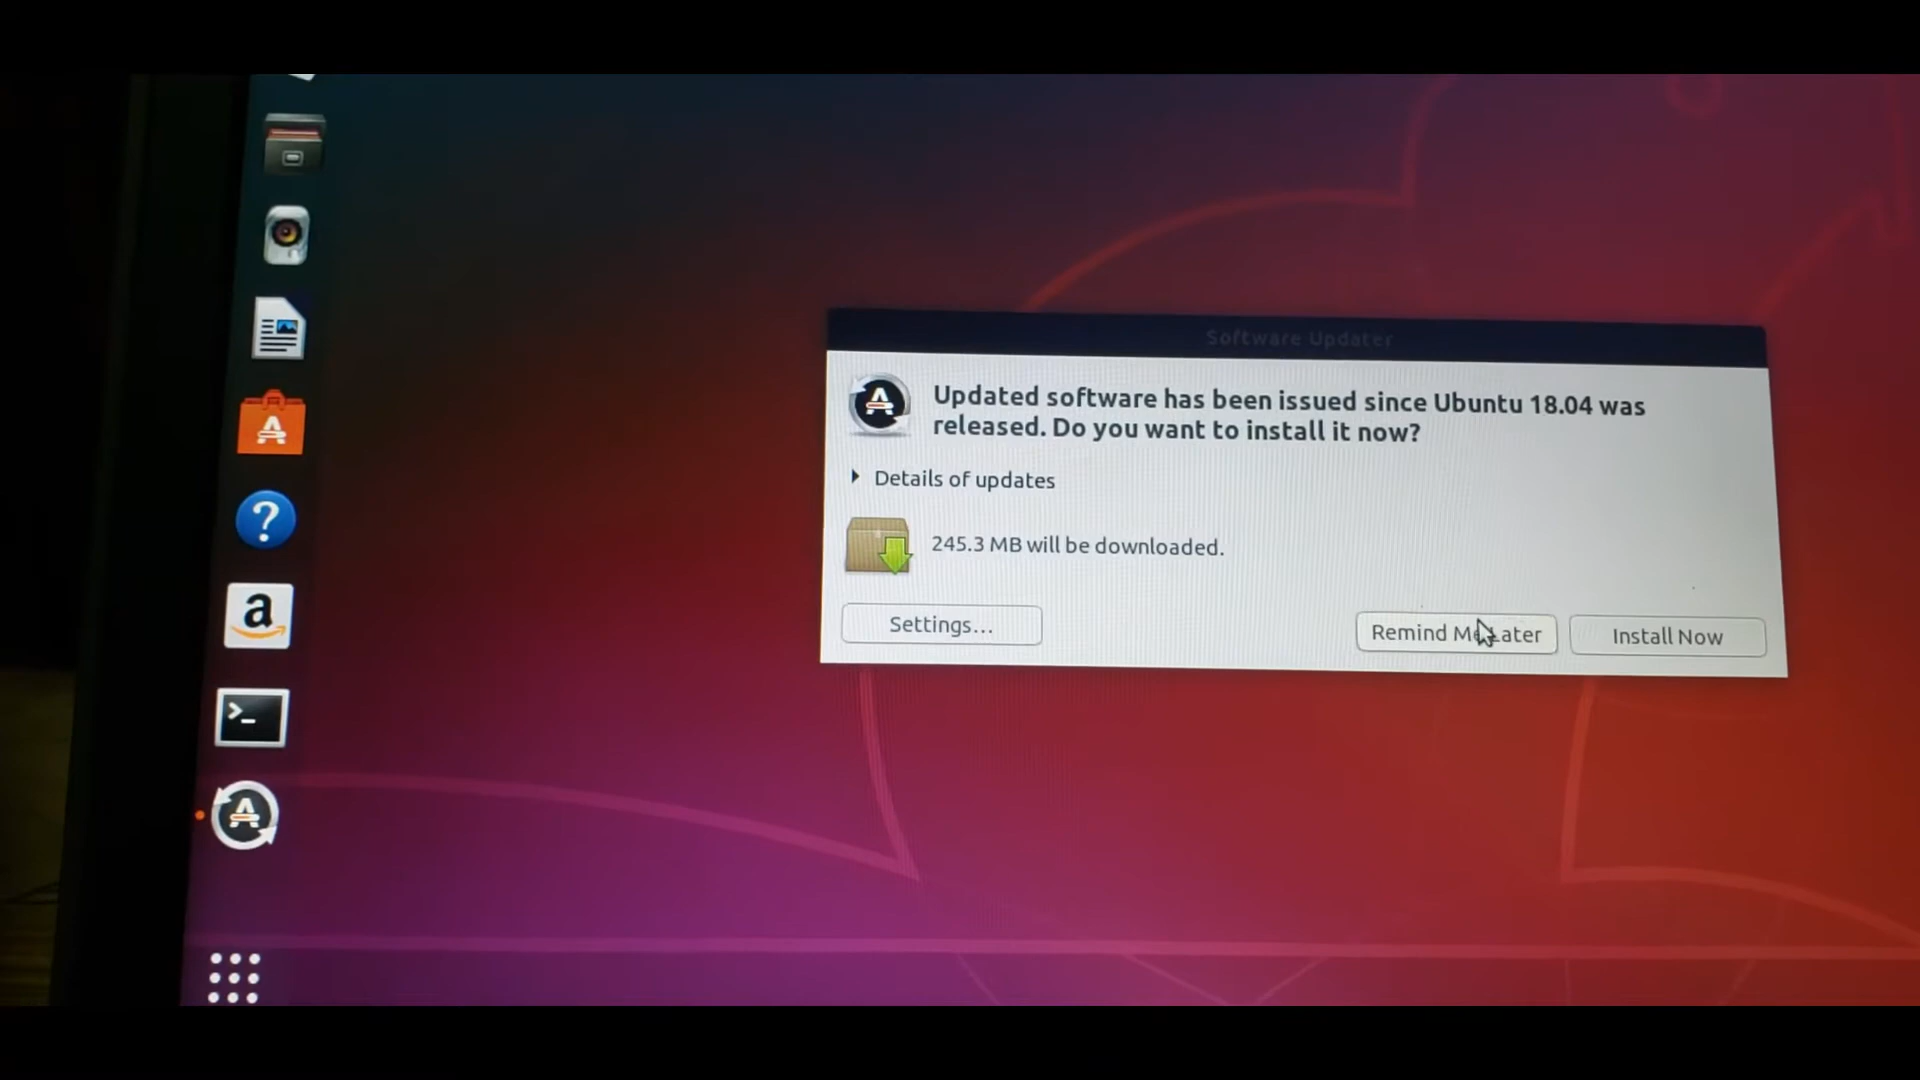 Software Updater
Updated software has been issued since Ubuntu 18.04 was
released. Do you want to install it now?
Details of updates
245.3 MB will be downloaded.
Settings...
Remind Me Later
Install Now